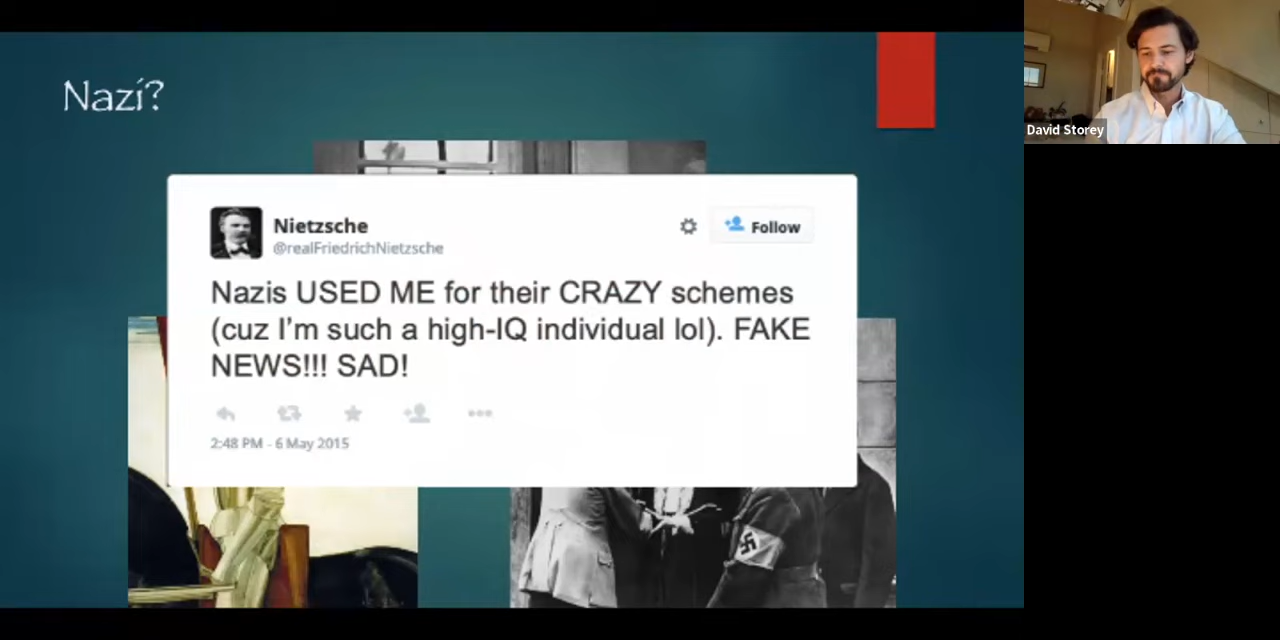 Nazi?
David Storey
Nietzsche
@realFriedrichNietzsche
Follow
Nazis USED ME for their CRAZY schemes
(cuz I'm such a high-IQ individual lol). FAKE
NEWS!!! SAD!
2:48 PM - 6 May 2015